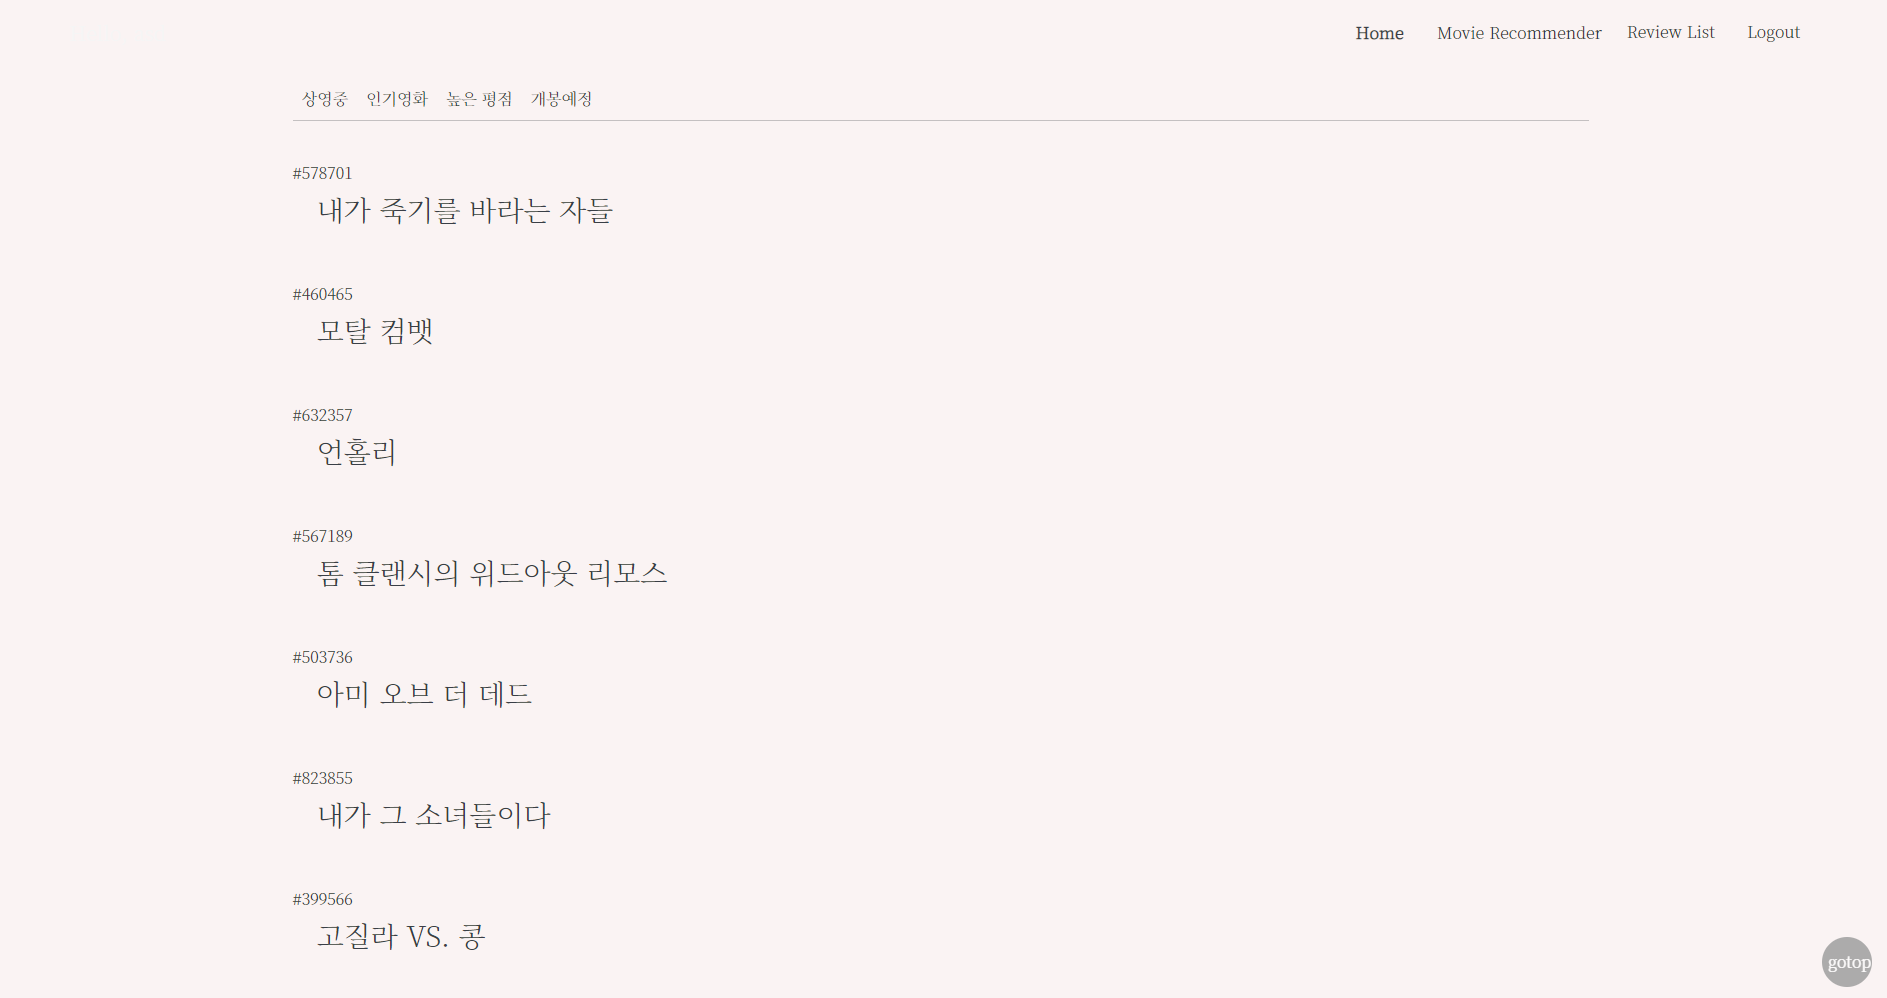 Home Movie Recommender Review List Logout
상영중 인기영화 높은 평점 개봉예정
#578701
내가 죽기를 바라는 자들
#460465
모탈 컴뱃
#632357
언홀리
#567189
톰 클랜시의 위드아웃 리모스
#503736
아미 오브 더 데드
#823855
내가 그 소녀들이다
#399566
고질라 VS. 콩
gotop